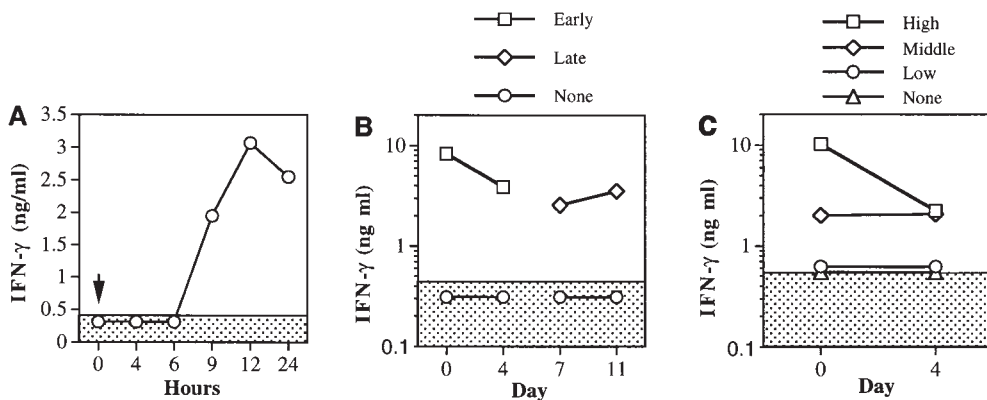 A
IFN-γ (ng/ml)
3.5
3
2.5
2
1.5
1
0.5
0
0 4 6 9 12 24
Hours
Early
Late
None
B
IFN-γ (ng ml)
10
1
0.1
0 4 7 11
Day
High
Middle
Low
None
C
IFN-γ (ng ml)
10
1
0.1
0 4
Day